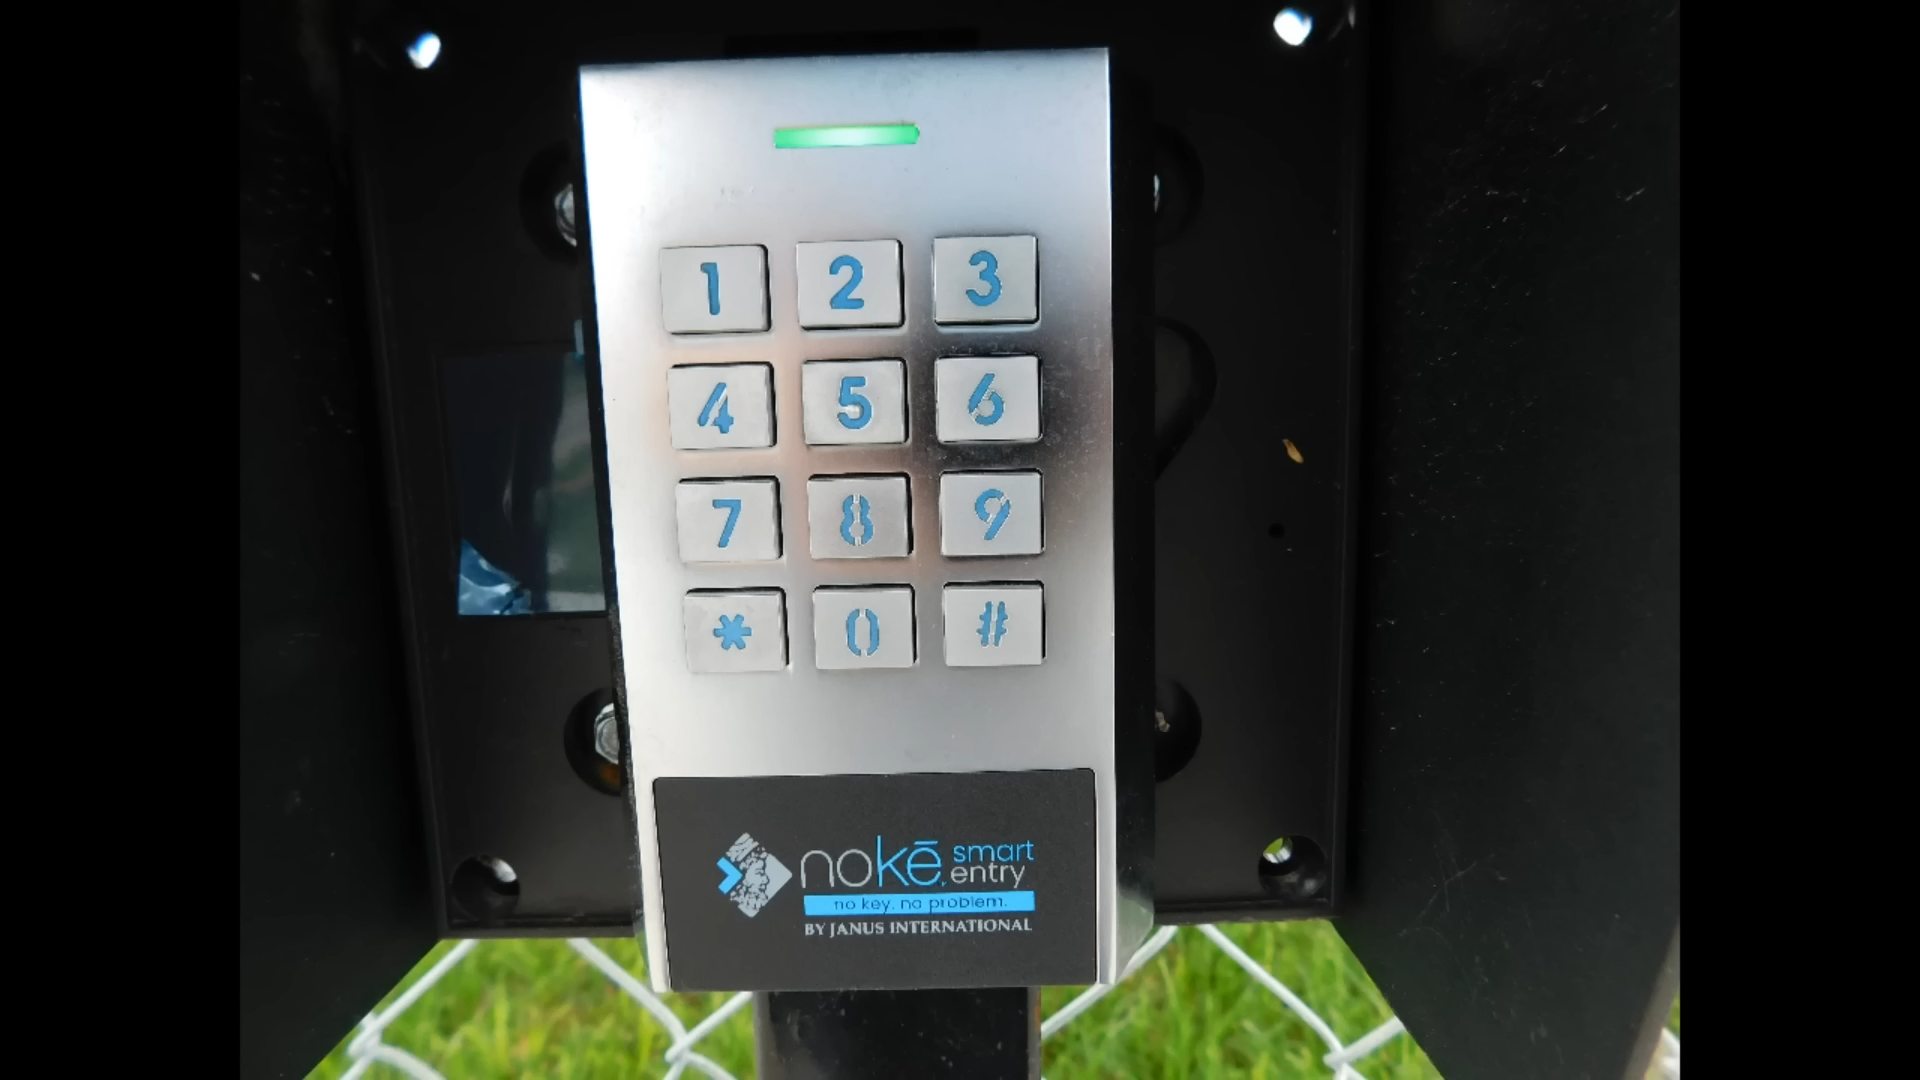 1 2 3
4 5 6
7 8 9
* 0 #
nokē smart entry
no key. no problem.
BY JANUS INTERNATIONAL